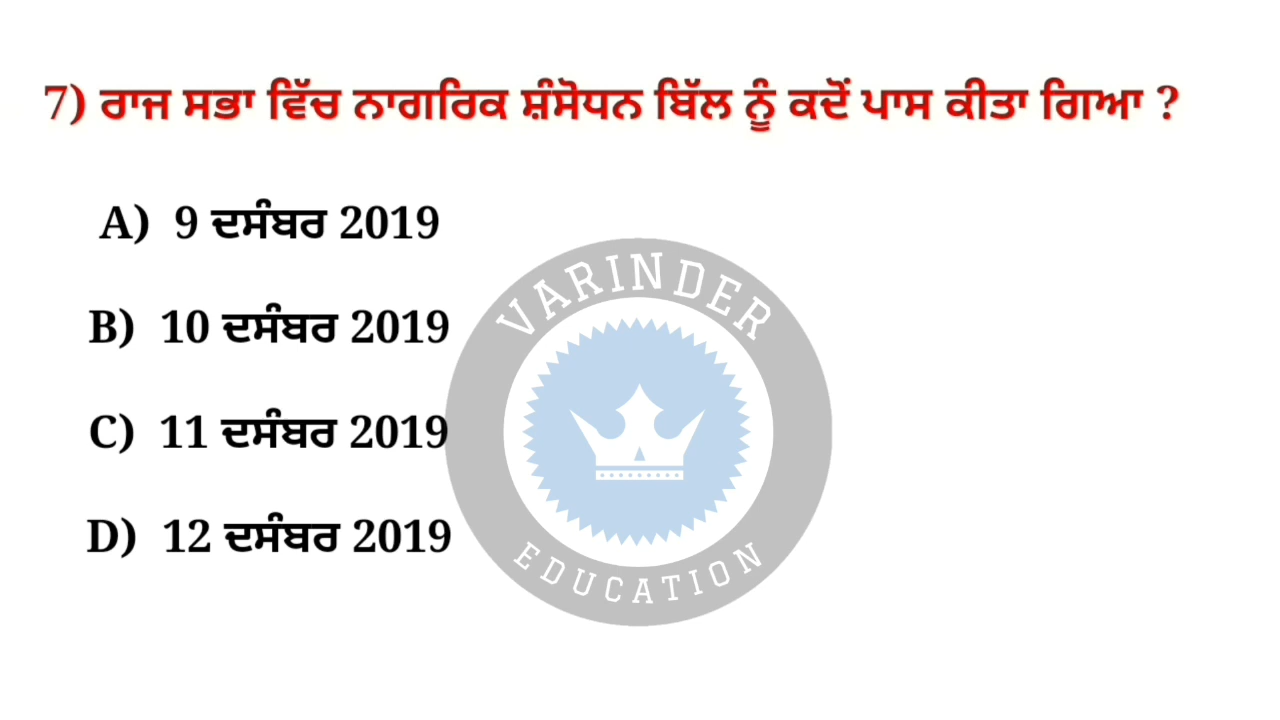 7) ਰਾਜ ਸਭਾ ਵਿੱਚ ਨਾਗਰਿਕ ਸ਼ੰਸੋਧਨ ਬਿੱਲ ਨੂੰ ਕਦੋਂ ਪਾਸ ਕੀਤਾ ਗਿਆ ?
A) 9 ਦਸੰਬਰ 2019
B) 10 ਦਸੰਬਰ 2019
C) 11 ਦਸੰਬਰ 2019
D) 12 ਦਸੰਬਰ 2019
VARINDER
EDUCATION